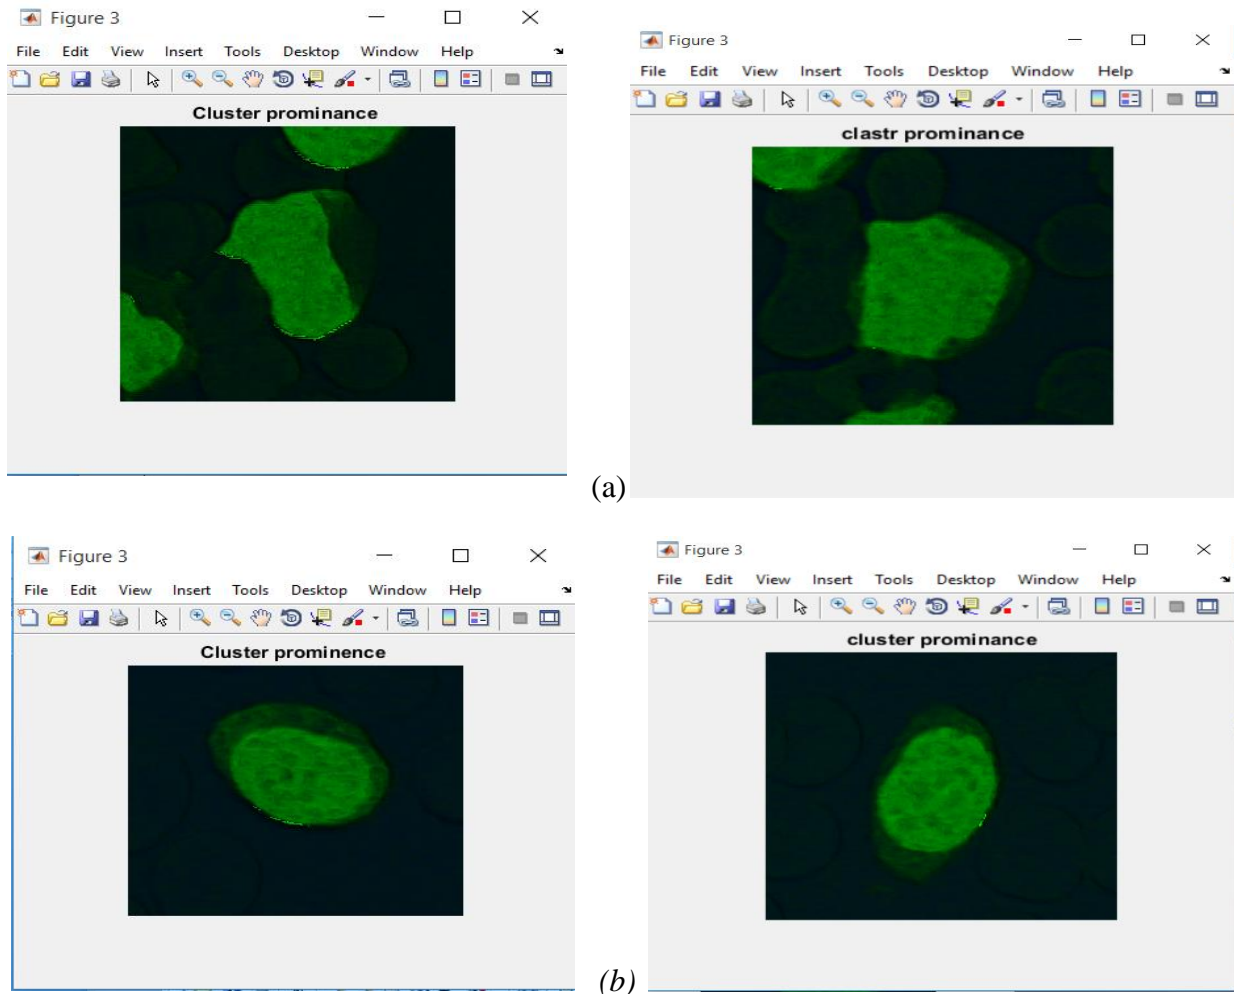 Figure 3
File Edit View Insert Tools Desktop Window Help
Cluster prominance
Figure 3
File Edit View Insert Tools Desktop Window Help
clastr prominance
(a)
Figure 3
File Edit View Insert Tools Desktop Window Help
Cluster prominence
Figure 3
File Edit View Insert Tools Desktop Window Help
cluster prominance
(b)